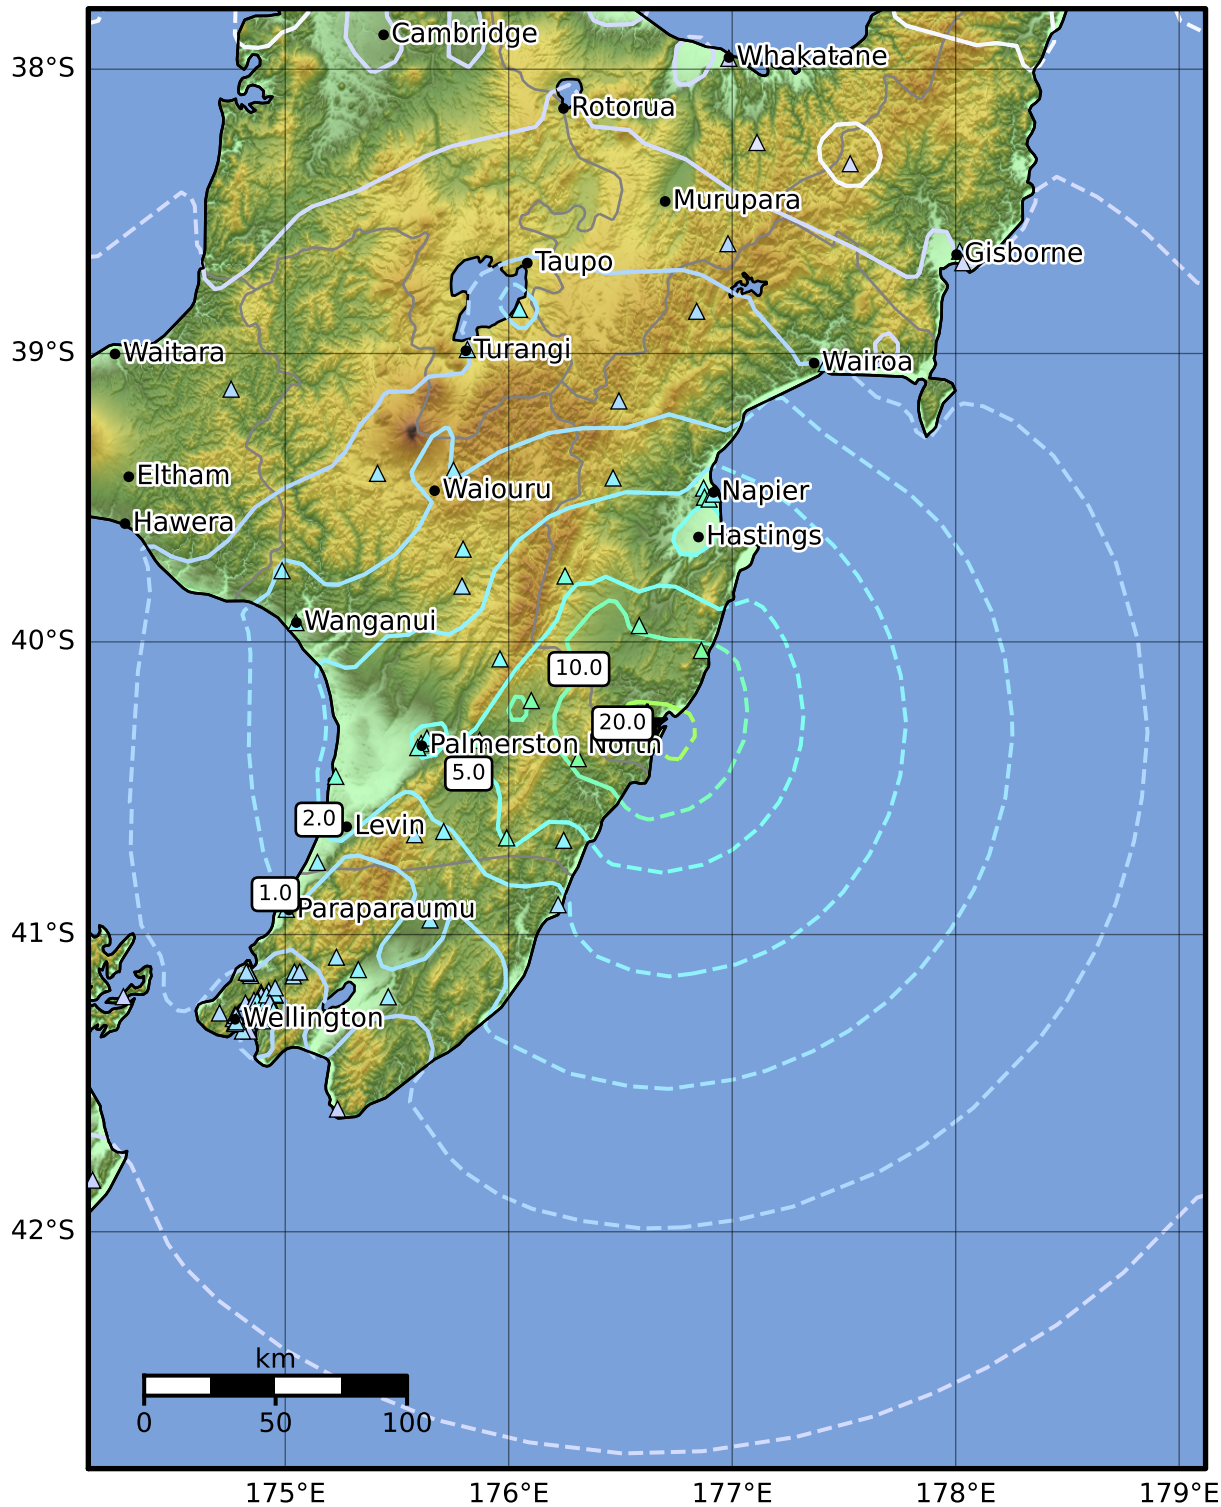 Cambridge
Whakatane
38°S
Rotorua
Murupara
Gisborne
Taupo
Waitara
Turangi
39°S
Wairoa
Eltham
Waiouru
Napier
Hawera
Hastings
Wanganui
40°S
10.0
20.0
Palmerston North
5.0
2.0
Levin
1.0
Paraparaumu
41°S
Wellington
42°S
km
0 50 100
175°E 176°E 177°E 178°E 179°E